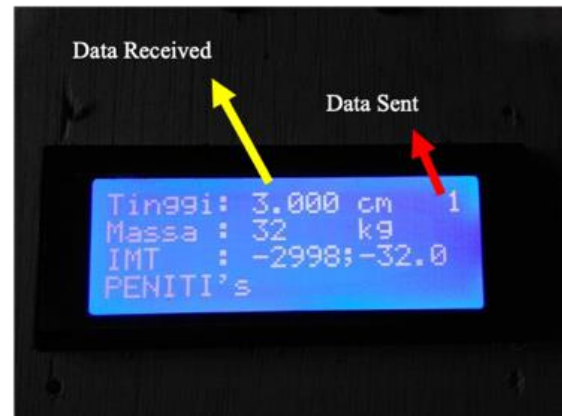 Data Received
Data Sent
Tinggi: 3.000 cm 1
Massa : 32 kg
IMT : -2998;-32.0
PENITI's